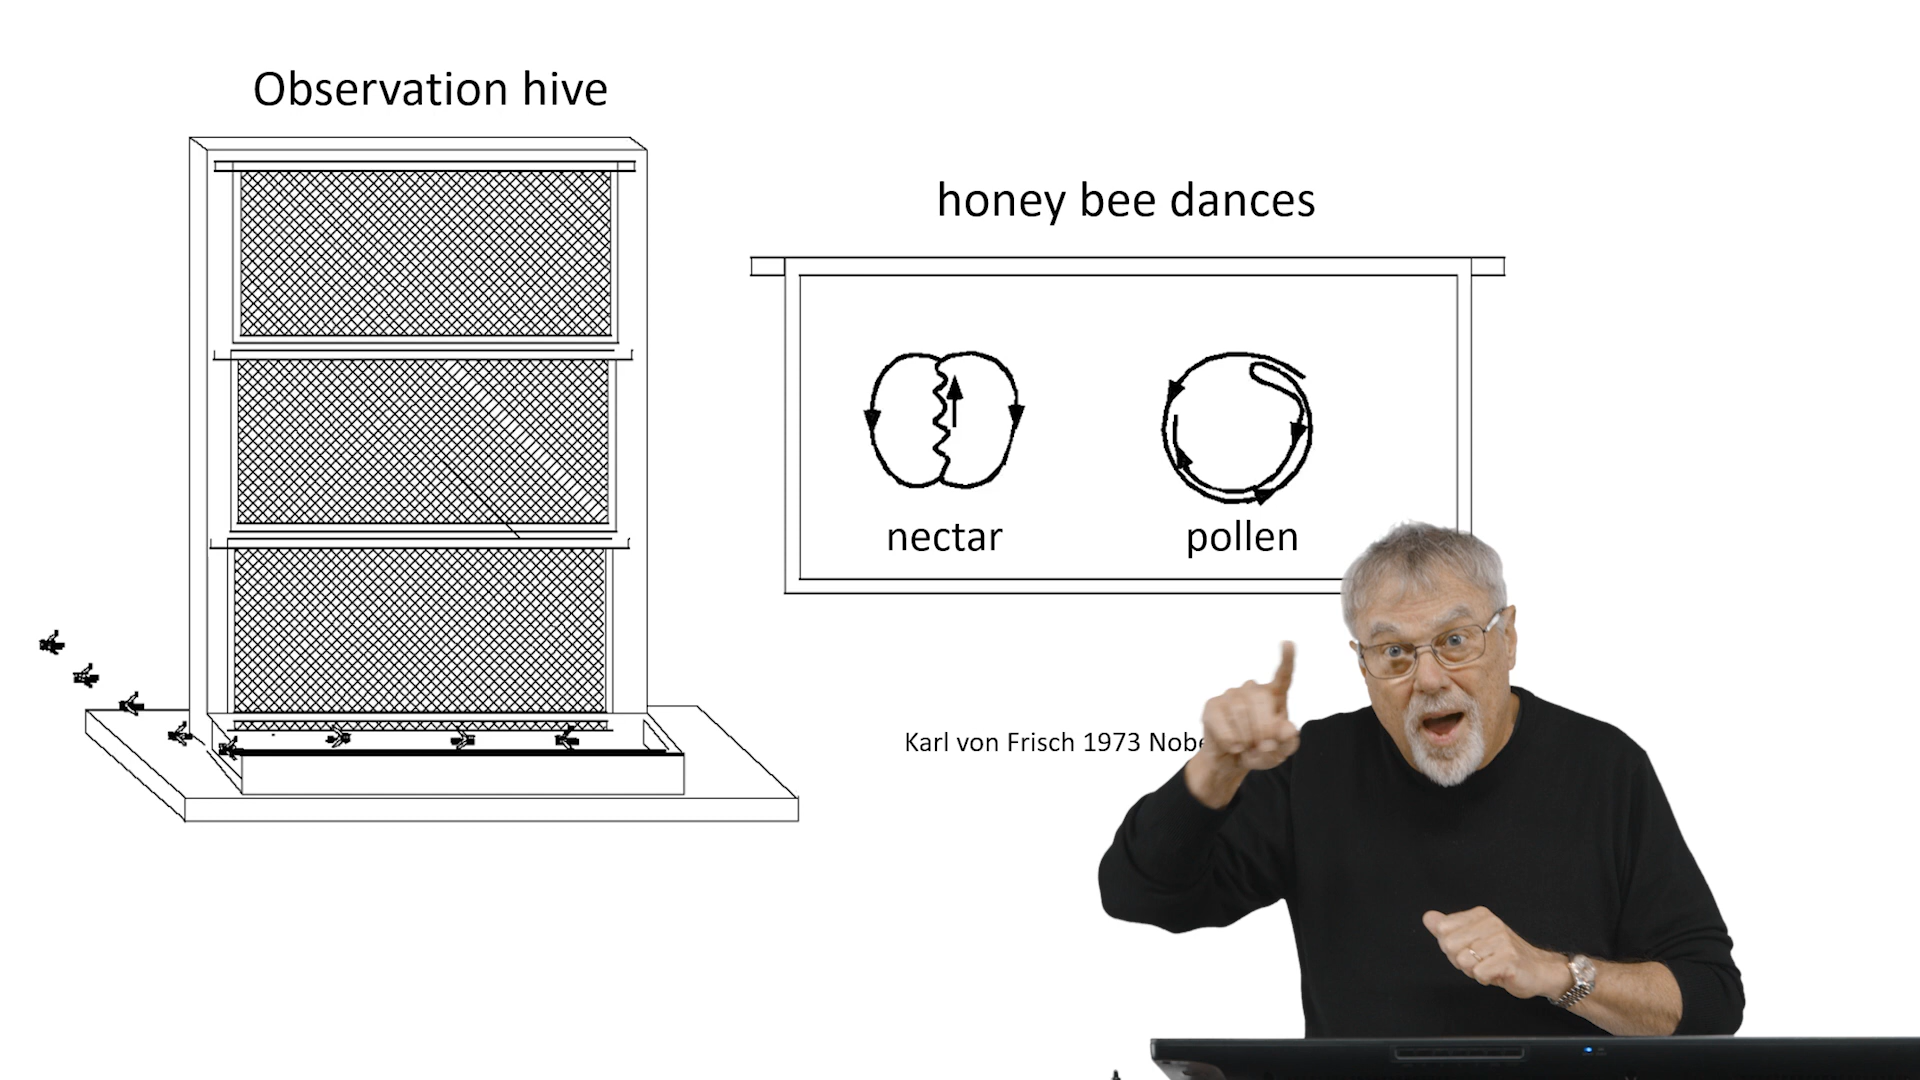 Observation hive
honey bee dances
nectar
pollen
Karl von Frisch 1973